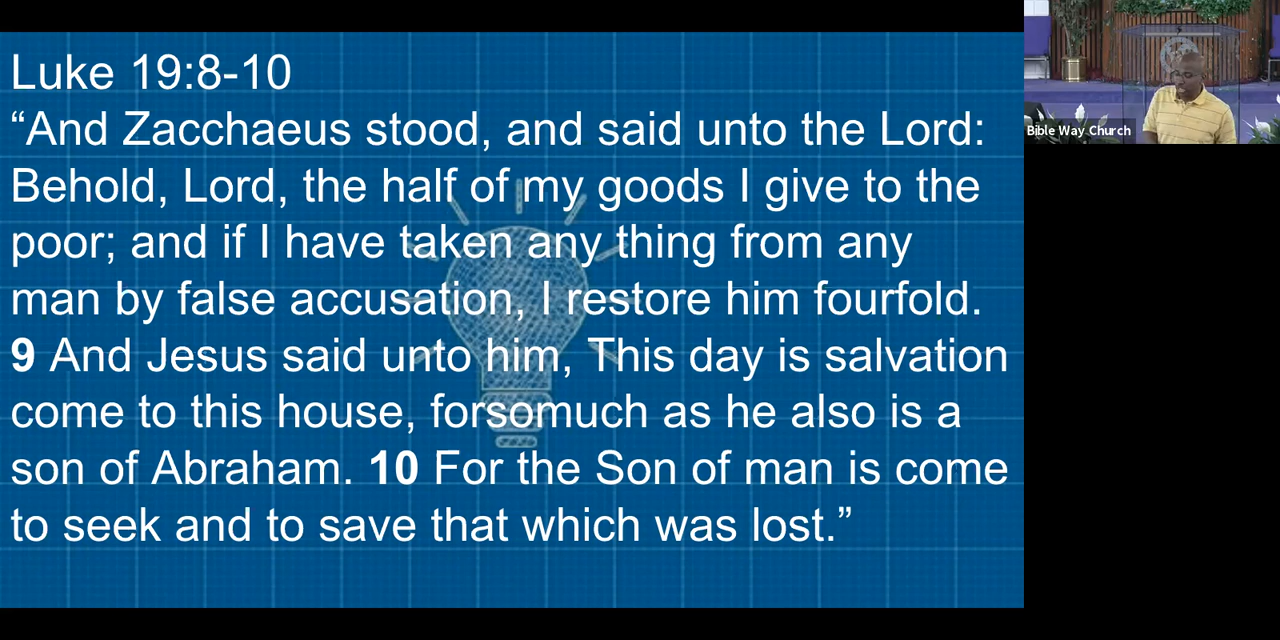 Luke 19:8-10
“And Zacchaeus stood, and said unto the Lord:
Behold, Lord, the half of my goods I give to the
poor; and if I have taken any thing from any
man by false accusation, I restore him fourfold.
9 And Jesus said unto him, This day is salvation
come to this house, forsomuch as he also is a
son of Abraham. 10 For the Son of man is come
to seek and to save that which was lost.”
Bible Way Church